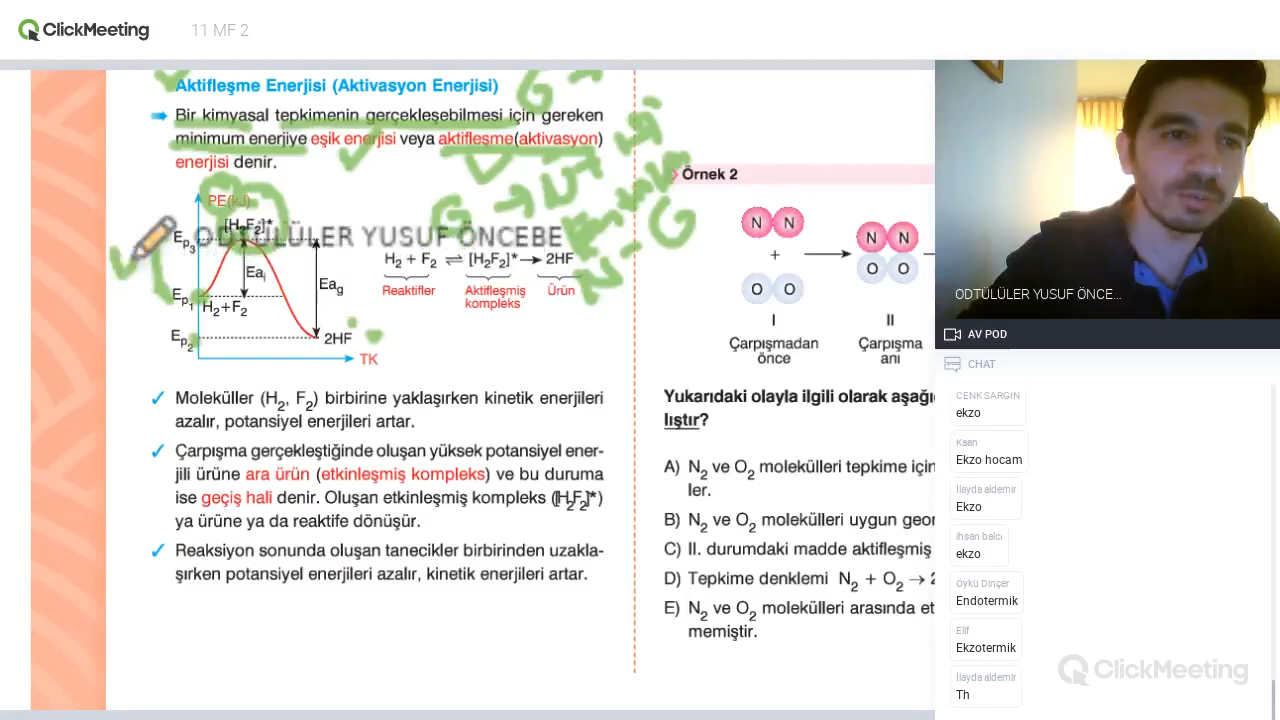 ClickMeeting
11 MF 2
Aktifleşme Enerjisi (Aktivasyon Enerjisi)
Bir kimyasal tepkimenin gerçekleşebilmesi için gereken
minimum enerjiye eşik enerjisi veya aktifleşme(aktivasyon)
enerjisi denir.
PE(kJ)
[H2F2]*
ODTÜLÜLER YUSUF ÖNCEBE
Ep3
Eai
Eag
Ep1
H2+F2
Ep2
2HF
TK
H2 + F2 ⇌ [H2F2]* → 2HF
Reaktifler
Aktifleşmiş
kompleks
Ürün
✓ Moleküller (H2, F2) birbirine yaklaşırken kinetik enerjileri
azalır, potansiyel enerjileri artar.
✓ Çarpışma gerçekleştiğinde oluşan yüksek potansiyel ener-
jili ürüne ara ürün (etkinleşmiş kompleks) ve bu duruma
ise geçiş hali denir. Oluşan etkinleşmiş kompleks ([H2F2]*)
ya ürüne ya da reaktife dönüşür.
✓ Reaksiyon sonunda oluşan tanecikler birbirinden uzakla-
şırken potansiyel enerjileri azalır, kinetik enerjileri artar.
Örnek 2
N N
+
O O
I
Çarpışmadan
önce
N N
O O
II
Çarpışma
anı
Yukarıdaki olayla ilgili olarak aşağı
lıştır?
A) N2 ve O2 molekülleri tepkime için
ler.
B) N2 ve O2 molekülleri uygun geo
C) II. durumdaki madde aktifleşmiş
D) Tepkime denklemi N2 + O2 → 2
E) N2 ve O2 molekülleri arasında et
memiştir.
ODTÜLÜLER YUSUF ÖNCE...
AV POD
CHAT
CENK SARGIN
ekzo
Kaan
Ekzo hocam
İlayda aldemir
Ekzo
ihsan balcı
ekzo
Öykü Dinçer
Endotermik
Elif
Ekzotermik
İlayda aldemir
Th
ClickMeeting